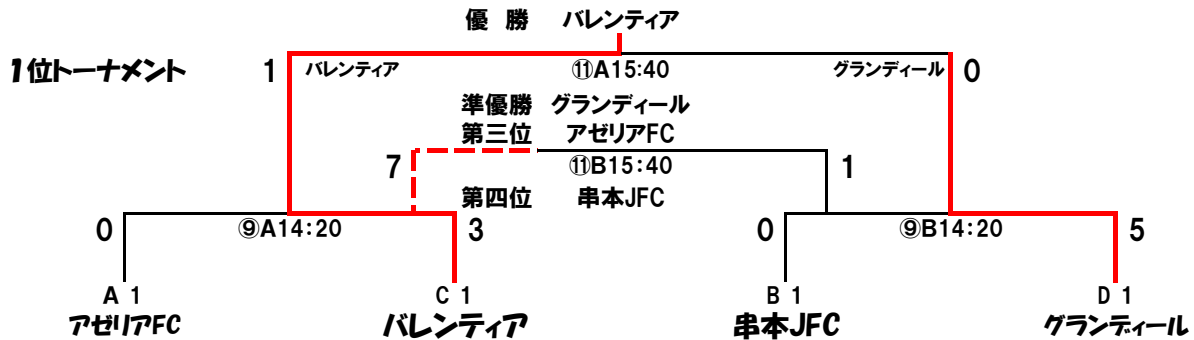 優 勝 バレンティア
1位トーナメント 1 バレンティア ⑪A15:40 グランディール 0
準優勝 グランディール
第三位 アゼリアFC
7 ⑪B15:40 1
第四位 串本JFC
0 ⑨A14:20 3 0 ⑨B14:20 5
A 1 C 1 B 1 D 1
アゼリアFC バレンティア 串本JFC グランディール